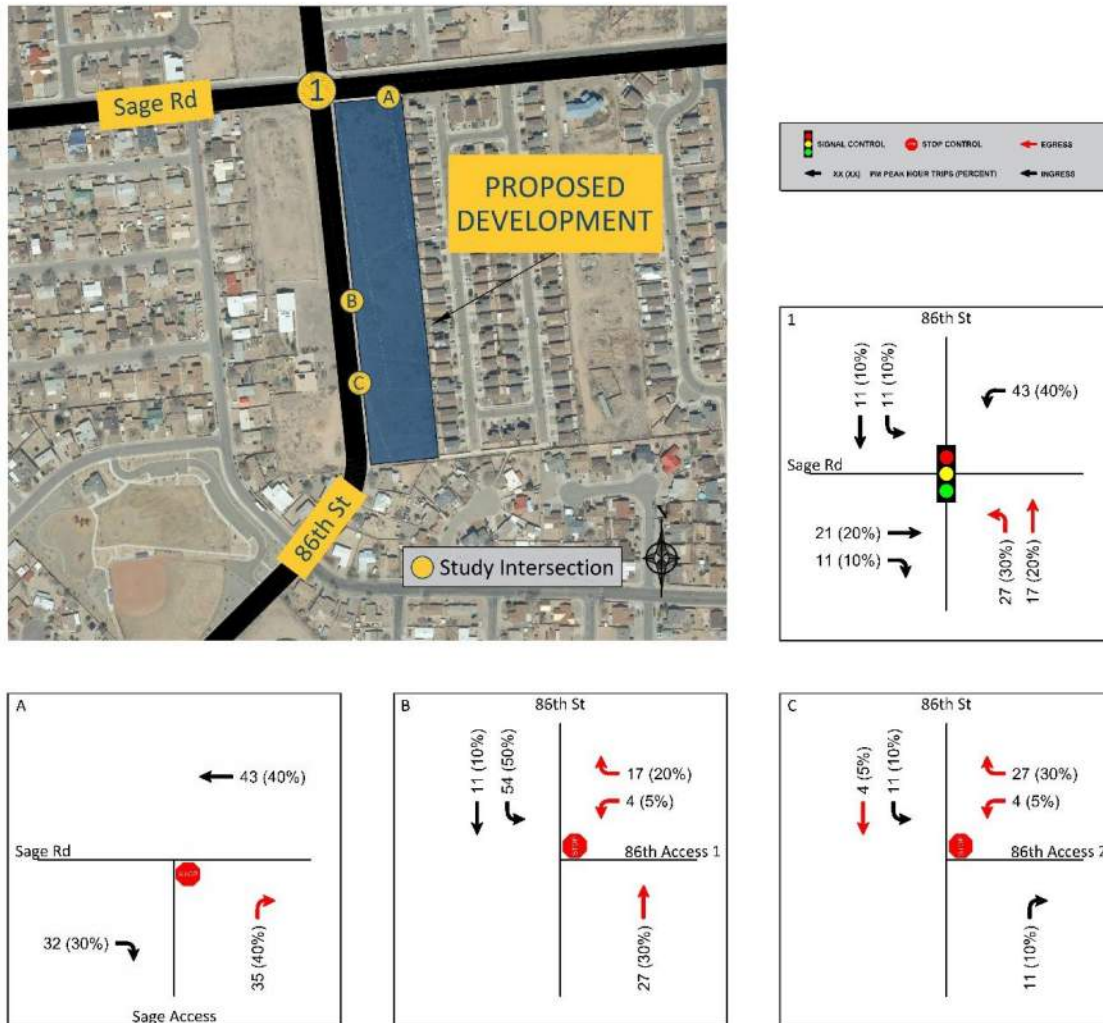 Sage Rd
1
A
PROPOSED
DEVELOPMENT
B
C
86th St
Study Intersection
SIGNAL CONTROL
STOP CONTROL
EGRESS
XX (XX) PM PEAK HOUR TRIPS (PERCENT)
INGRESS
1
86th St
11 (10%)
11 (10%)
43 (40%)
Sage Rd
21 (20%)
11 (10%)
27 (30%)
17 (20%)
A
43 (40%)
Sage Rd
32 (30%)
35 (40%)
Sage Access
B
86th St
11 (10%)
54 (50%)
17 (20%)
4 (5%)
86th Access 1
27 (30%)
C
86th St
4 (5%)
11 (10%)
27 (30%)
4 (5%)
86th Access 2
11 (10%)